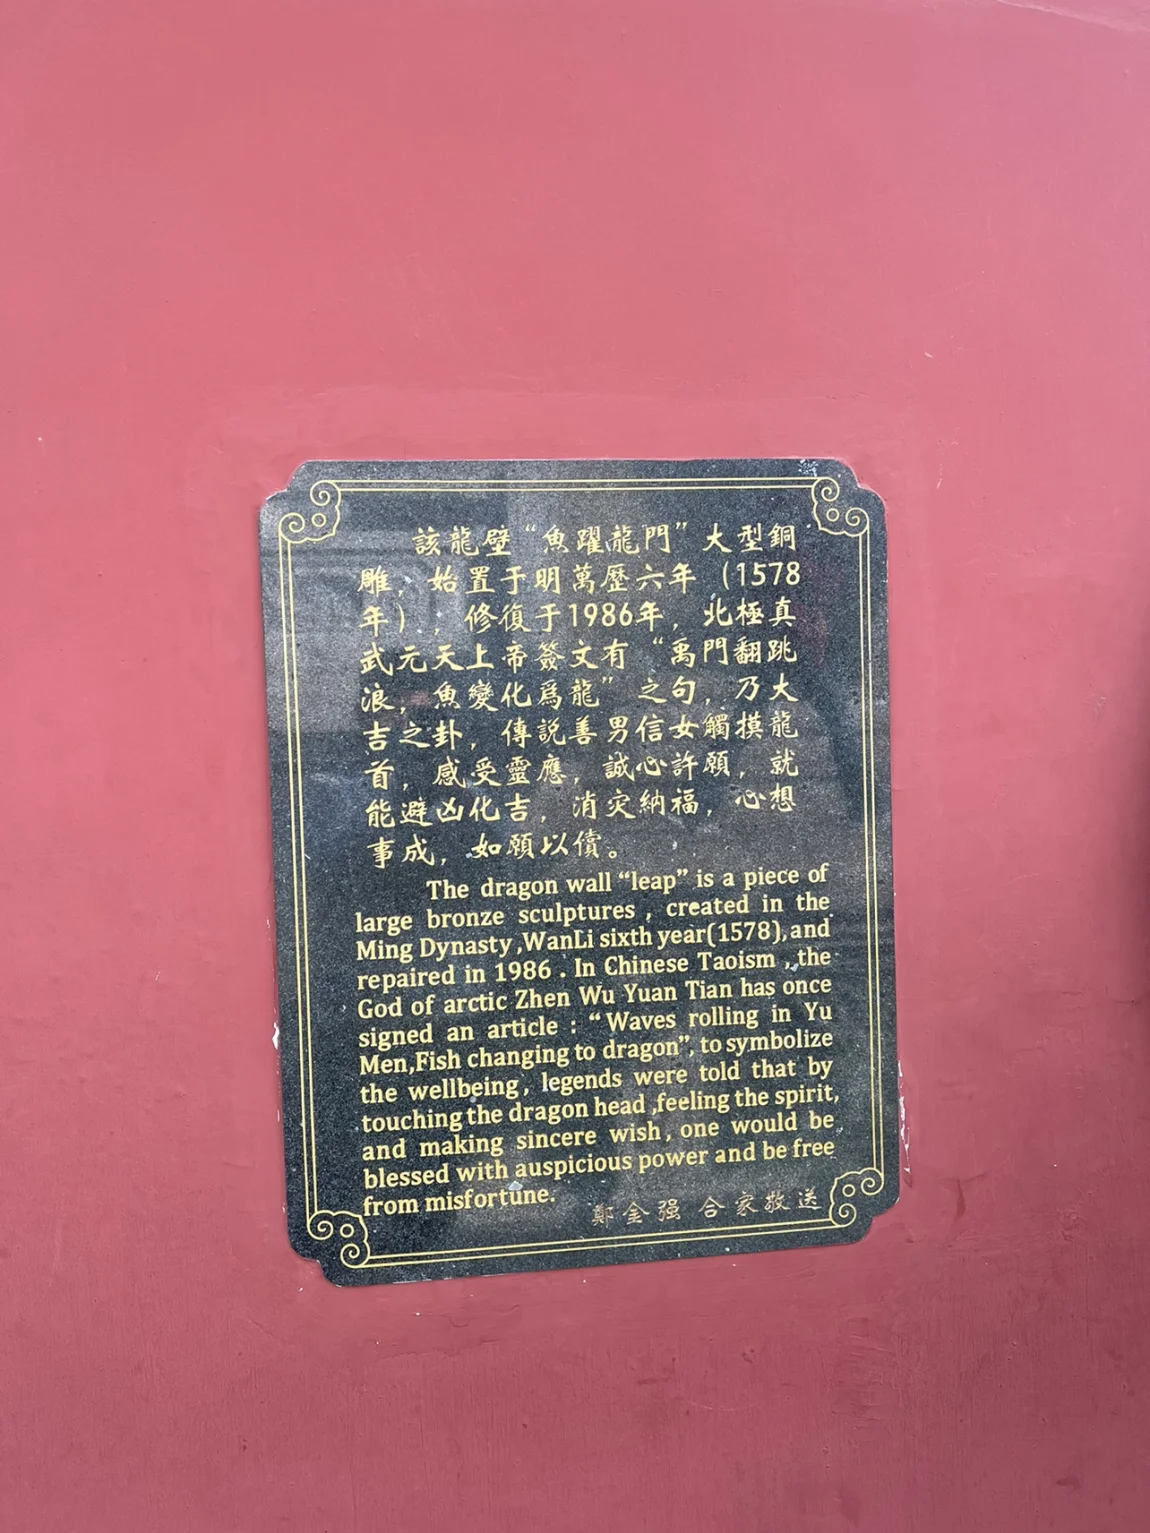 該龍壁“魚躍龍門”大型銅
雕，始置于明萬歷六年（1578
年），修復于1986年，北極真
武元天上帝簽文有“禹門翻跳
浪，魚變化爲龍”之句，乃大
吉之卦，傳説善男信女觸摸龍
首，感受靈應，誠心許願，就
能避凶化吉，消灾納福，心想
事成，如願以償。
The dragon wall “leap” is a piece of
large bronze sculptures , created in the
Ming Dynasty ,WanLi sixth year(1578),and
repaired in 1986 . In Chinese Taoism , the
God of arctic Zhen Wu Yuan Tian has once
signed an article : “Waves rolling in Yu
Men,Fish changing to dragon”, to symbolize
the wellbeing, legends were told that by
touching the dragon head ,feeling the spirit,
and making sincere wish, one would be
blessed with auspicious power and be free
from misfortune.
鄭金强 合家敬送